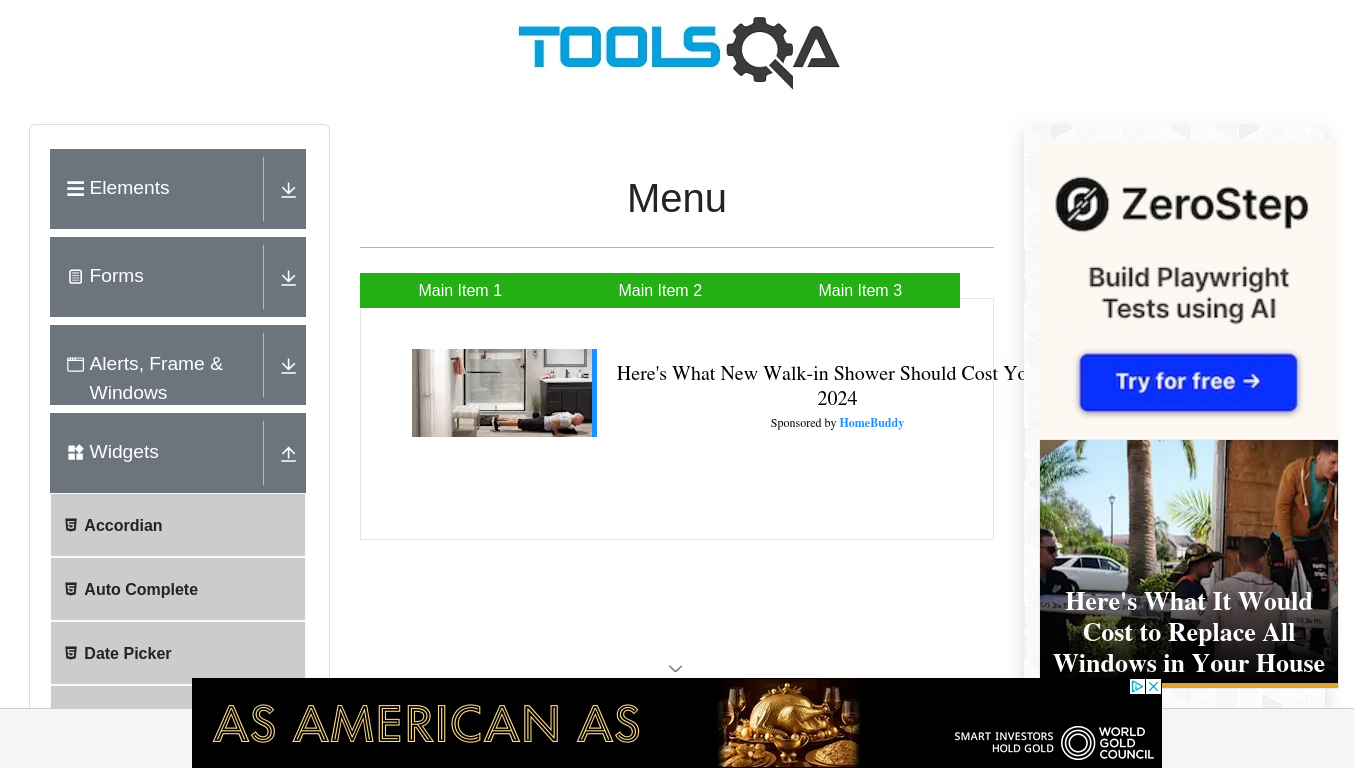 TOOLSQA
Elements
Forms
Alerts, Frame &
Windows
Widgets
Accordian
Auto Complete
Date Picker
Menu
Main Item 1
Main Item 2
Main Item 3
Here's What New Walk-in Shower Should Cost Yo
2024
Sponsored by HomeBuddy
ZeroStep
Build Playwright
Tests using AI
Try for free →
Here's What It Would
Cost to Replace All
Windows in Your House
AS AMERICAN AS
SMART INVESTORS
HOLD GOLD
WORLD
GOLD
COUNCIL